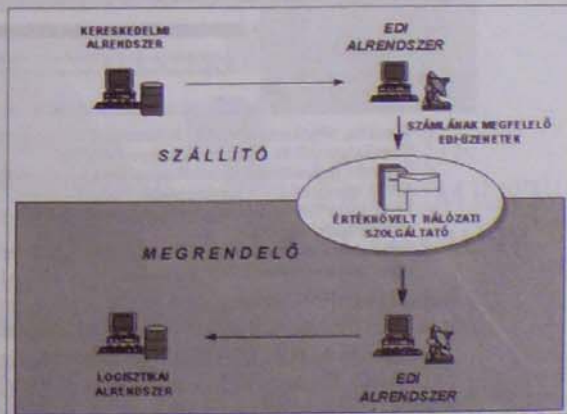 KERESKEDELMI
ALRENDSZER
EDI
ALRENDSZER
SZÁMLÁNAK MEGFELELŐ
EDI-ÜZENETEK
SZÁLLÍTÓ
ÉRTÉKNÖVELT HÁLÓZATI
SZOLGÁLTATÓ
MEGRENDELŐ
LOGISZTIKAI
ALRENDSZER
EDI
ALRENDSZER